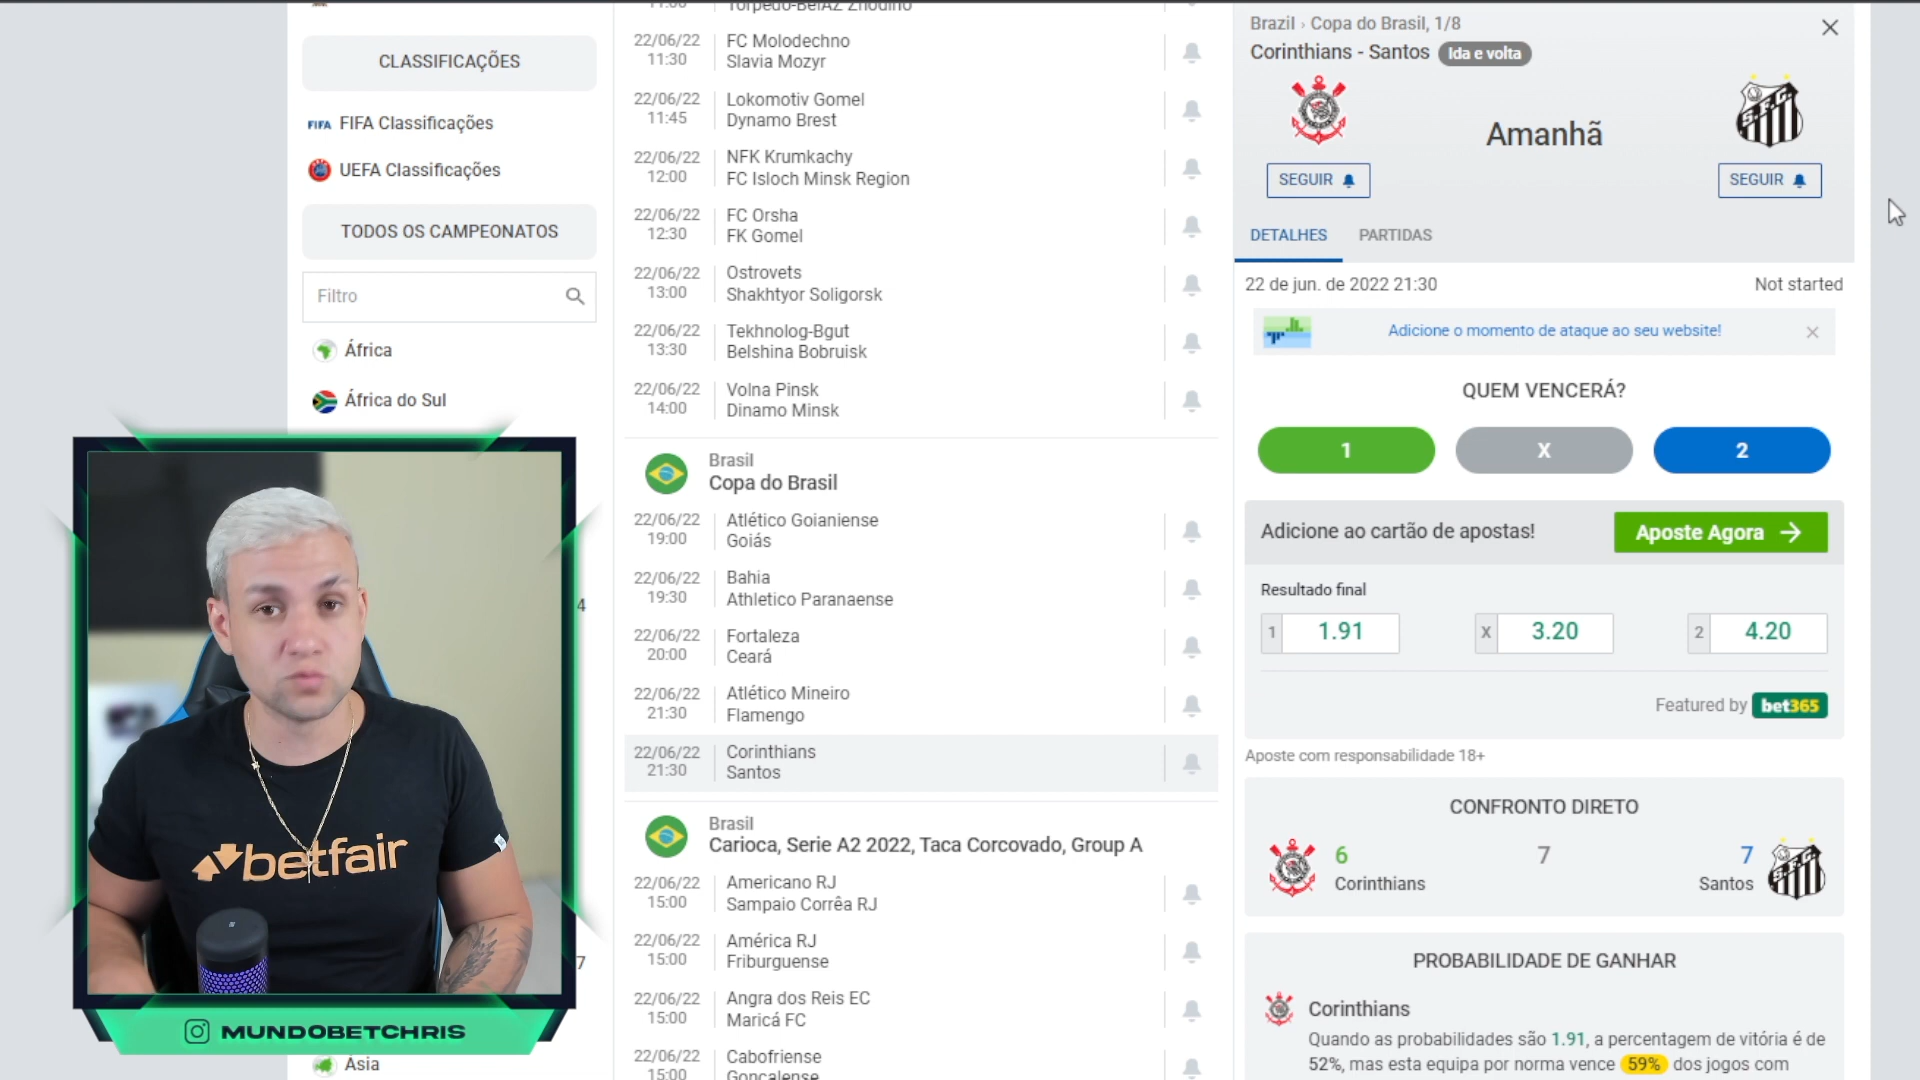 CLASSIFICAÇÕES
FIFA FIFA Classificações
UEFA Classificações
TODOS OS CAMPEONATOS
Filtro
África
África do Sul
4
7
Ásia
betfair
MUNDOBETCHRIS
11:00 Torpedo-BelAZ Zhodino
22/06/22 FC Molodechno
11:30 Slavia Mozyr
22/06/22 Lokomotiv Gomel
11:45 Dynamo Brest
22/06/22 NFK Krumkachy
12:00 FC Isloch Minsk Region
22/06/22 FC Orsha
12:30 FK Gomel
22/06/22 Ostrovets
13:00 Shakhtyor Soligorsk
22/06/22 Tekhnolog-Bgut
13:30 Belshina Bobruisk
22/06/22 Volna Pinsk
14:00 Dinamo Minsk
Brasil
Copa do Brasil
22/06/22 Atlético Goianiense
19:00 Goiás
22/06/22 Bahia
19:30 Athletico Paranaense
22/06/22 Fortaleza
20:00 Ceará
22/06/22 Atlético Mineiro
21:30 Flamengo
22/06/22 Corinthians
21:30 Santos
Brasil
Carioca, Serie A2 2022, Taca Corcovado, Group A
22/06/22 Americano RJ
15:00 Sampaio Corrêa RJ
22/06/22 América RJ
15:00 Friburguense
22/06/22 Angra dos Reis EC
15:00 Maricá FC
22/06/22 Cabofriense
15:00 Gonçalense
Brazil › Copa do Brasil, 1/8
Corinthians - Santos Ida e volta
Amanhã
SEGUIR SEGUIR
DETALHES PARTIDAS
22 de jun. de 2022 21:30 Not started
Adicione o momento de ataque ao seu website!
QUEM VENCERÁ?
1 X 2
Adicione ao cartão de apostas! Aposte Agora
Resultado final
1 1.91 X 3.20 2 4.20
Featured by bet365
Aposte com responsabilidade 18+
CONFRONTO DIRETO
6 7 7
Corinthians Santos
PROBABILIDADE DE GANHAR
Corinthians
Quando as probabilidades são 1.91, a percentagem de vitória é de
52%, mas esta equipa por norma vence 59% dos jogos com